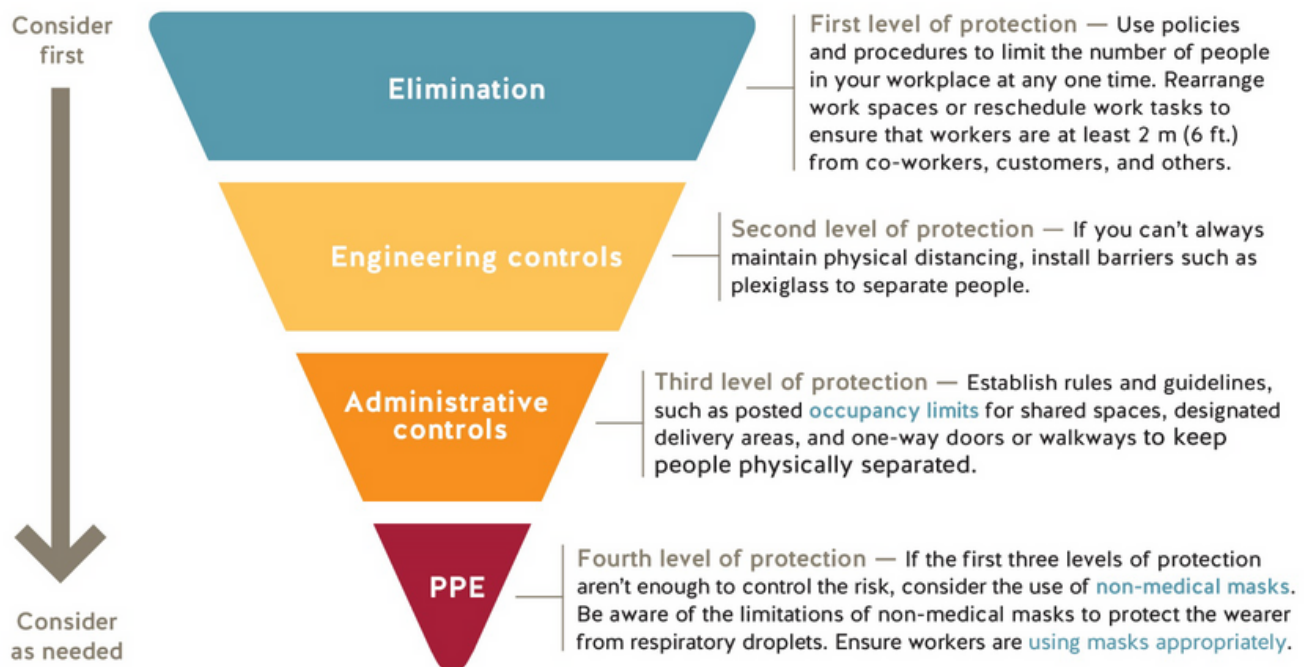 Consider
first
Elimination
First level of protection — Use policies
and procedures to limit the number of people
in your workplace at any one time. Rearrange
work spaces or reschedule work tasks to
ensure that workers are at least 2 m (6 ft.)
from co-workers, customers, and others.
Engineering controls
Second level of protection — If you can't always
maintain physical distancing, install barriers such as
plexiglass to separate people.
Administrative
controls
Third level of protection — Establish rules and guidelines,
such as posted occupancy limits for shared spaces, designated
delivery areas, and one-way doors or walkways to keep
people physically separated.
PPE
Fourth level of protection — If the first three levels of protection
aren't enough to control the risk, consider the use of non-medical masks.
Be aware of the limitations of non-medical masks to protect the wearer
from respiratory droplets. Ensure workers are using masks appropriately.
Consider
as needed